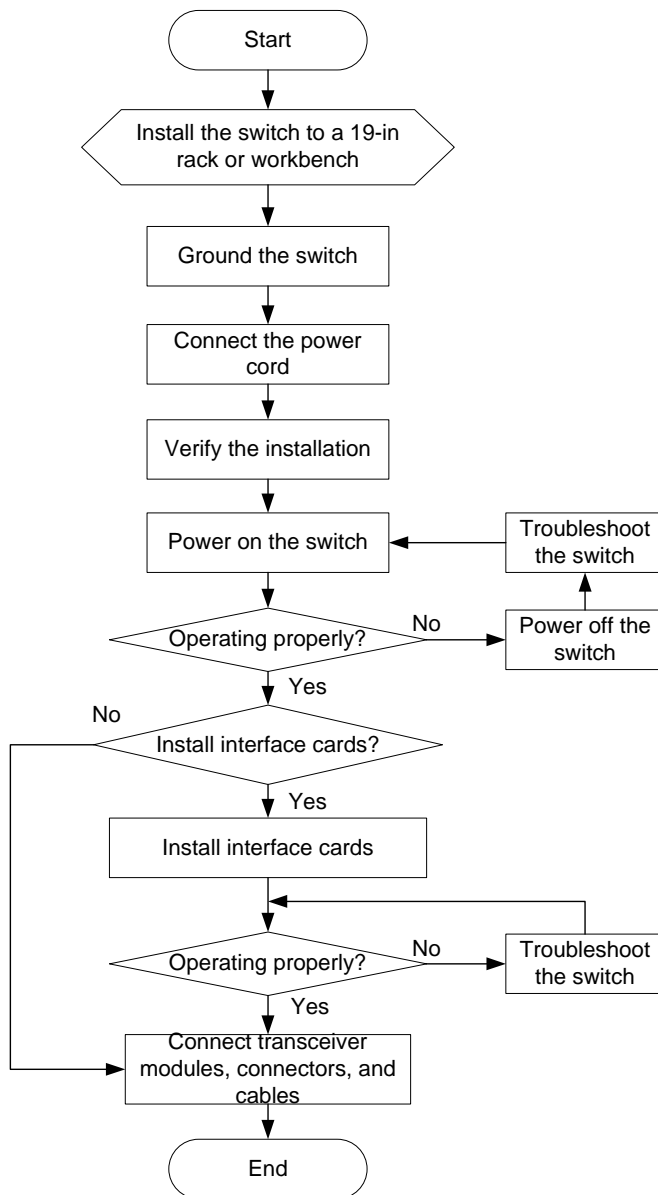 Start
Install the switch to a 19-in
rack or workbench
Ground the switch
Connect the power
cord
Verify the installation
Power on the switch
Troubleshoot
the switch
Operating properly?
No
Power off the
switch
Yes
No
Install interface cards?
Yes
Install interface cards
Operating properly?
No
Troubleshoot
the switch
Yes
Connect transceiver
modules, connectors, and
cables
End